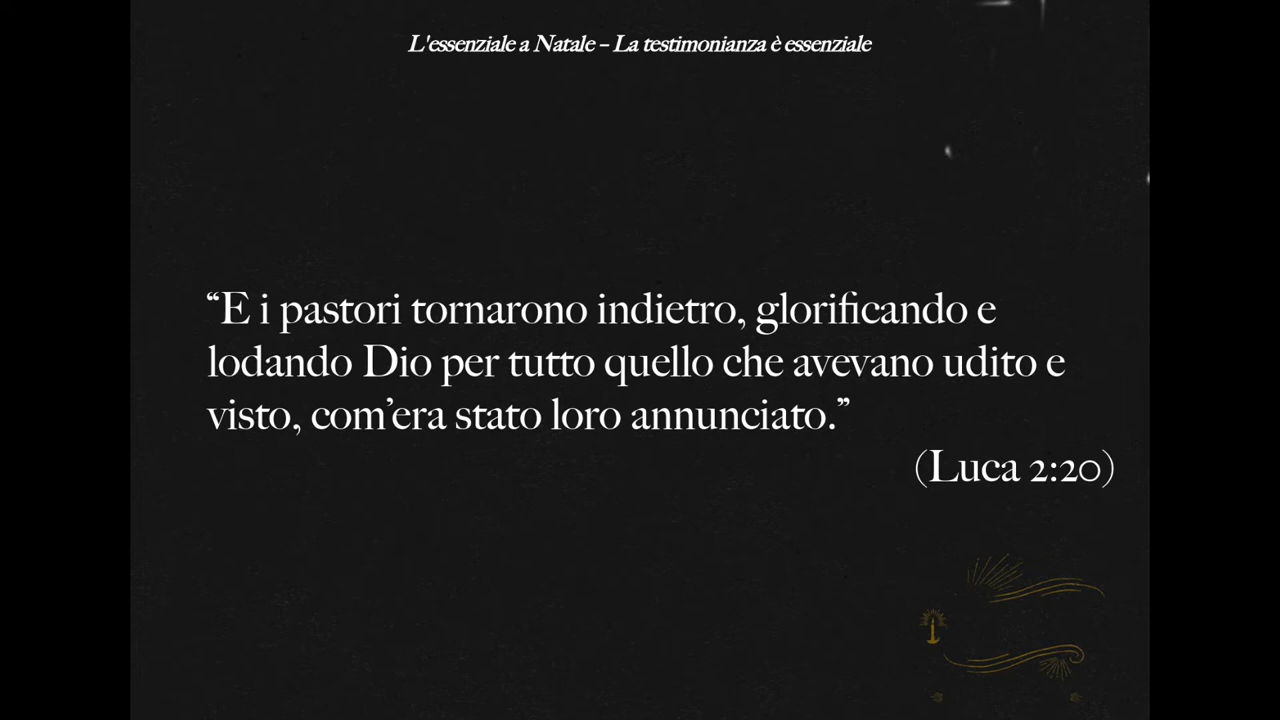 L'essenziale a Natale – La testimonianza è essenziale
“E i pastori tornarono indietro, glorificando e
lodando Dio per tutto quello che avevano udito e
visto, com’era stato loro annunciato.”
(Luca 2:20)